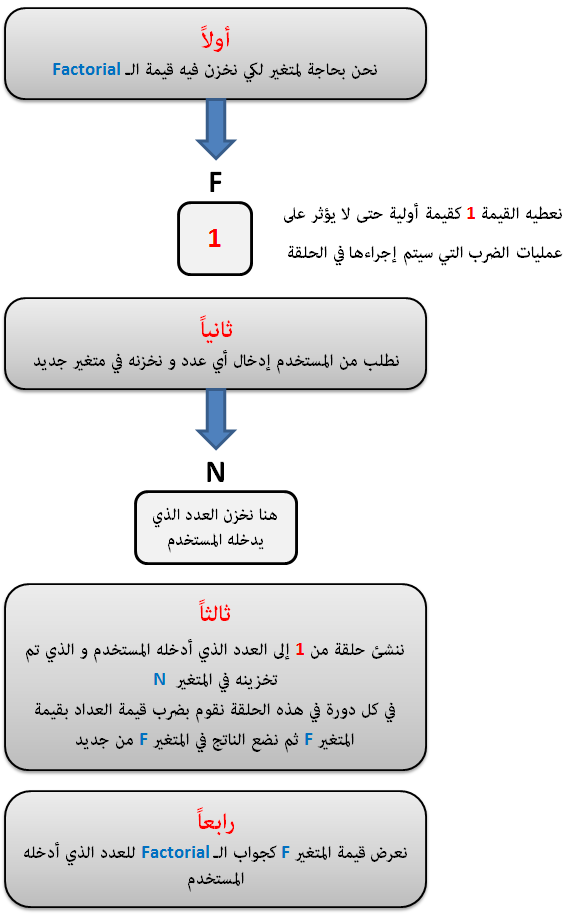 أولاً
نحن بحاجة لمتغير لكي نخزن فيه قيمة الـ Factorial
F
1
نعطيه القيمة 1 كقيمة أولية حتى لا يؤثر على
عمليات الضرب التي سيتم إجراءها في الحلقة
ثانياً
نطلب من المستخدم إدخال أي عدد و نخزنه في متغير جديد
N
هنا نخزن العدد الذي
يدخله المستخدم
ثالثاً
ننشئ حلقة من 1 إلى العدد الذي أدخله المستخدم و الذي تم
تخزينه في المتغير N
في كل دورة في هذه الحلقة نقوم بضرب قيمة العداد بقيمة
المتغير F ثم نضع الناتج في المتغير F من جديد
رابعاً
نعرض قيمة المتغير F كجواب الـ Factorial للعدد الذي أدخله
المستخدم